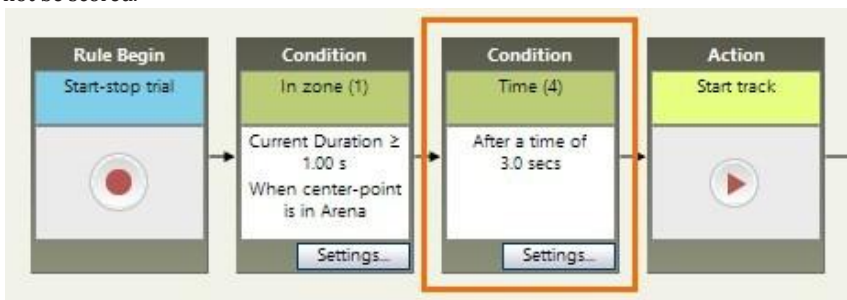 not be stored.
Rule Begin
Start-stop trial
Condition
In zone (1)
Current Duration ≥
1.00 s
When center-point
is in Arena
Settings...
Condition
Time (4)
After a time of
3.0 secs
Settings...
Action
Start track